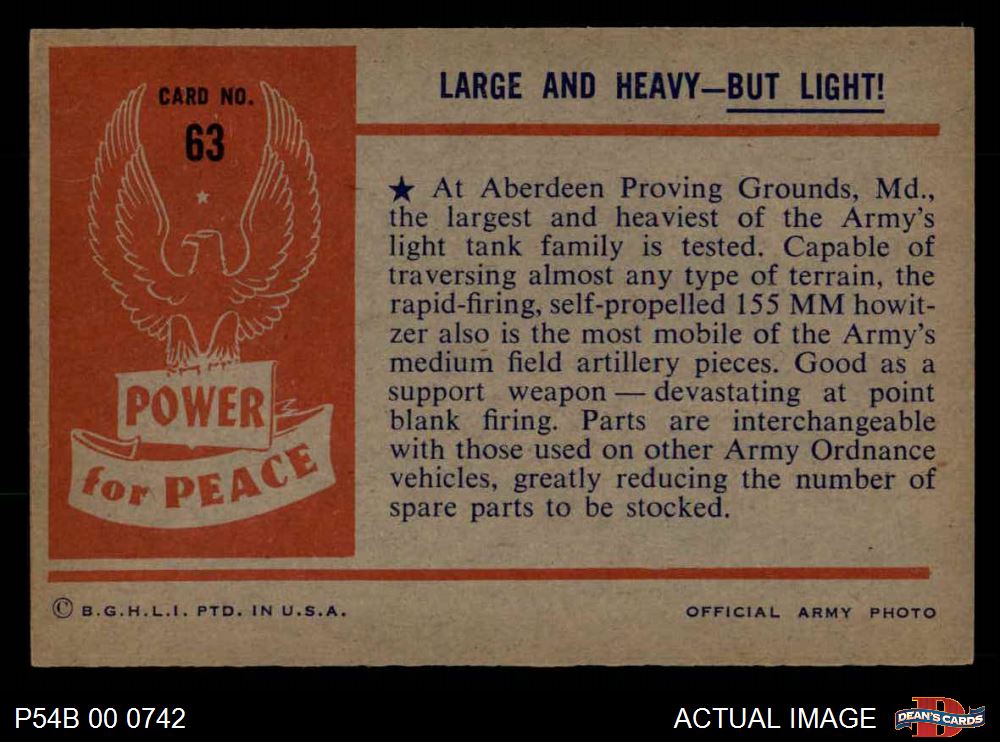 CARD NO.
63
POWER
for PEACE
LARGE AND HEAVY—BUT LIGHT!
★ At Aberdeen Proving Grounds, Md.,
the largest and heaviest of the Army's
light tank family is tested. Capable of
traversing almost any type of terrain, the
rapid-firing, self-propelled 155 MM howit-
zer also is the most mobile of the Army's
medium field artillery pieces. Good as a
support weapon — devastating at point
blank firing. Parts are interchangeable
with those used on other Army Ordnance
vehicles, greatly reducing the number of
spare parts to be stocked.
© B.G.H.L.I. PTD. IN U.S.A.
OFFICIAL ARMY PHOTO
P54B 00 0742
ACTUAL IMAGE
D
DEAN'S CARDS